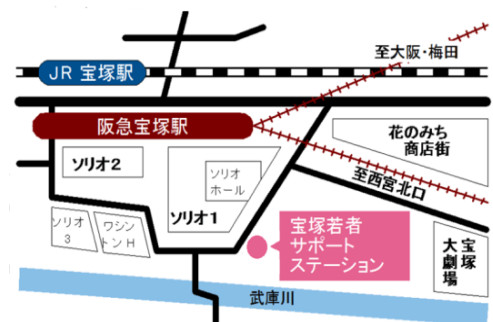 至大阪・梅田
JR 宝塚駅
阪急宝塚駅
花のみち
商店街
ソリオ2
ソリオ
ホール
至西宮北口
ソリオ1
ソリオ
3
ワシン
トンH
宝塚若者
サポート
ステーション
宝塚
大劇場
武庫川